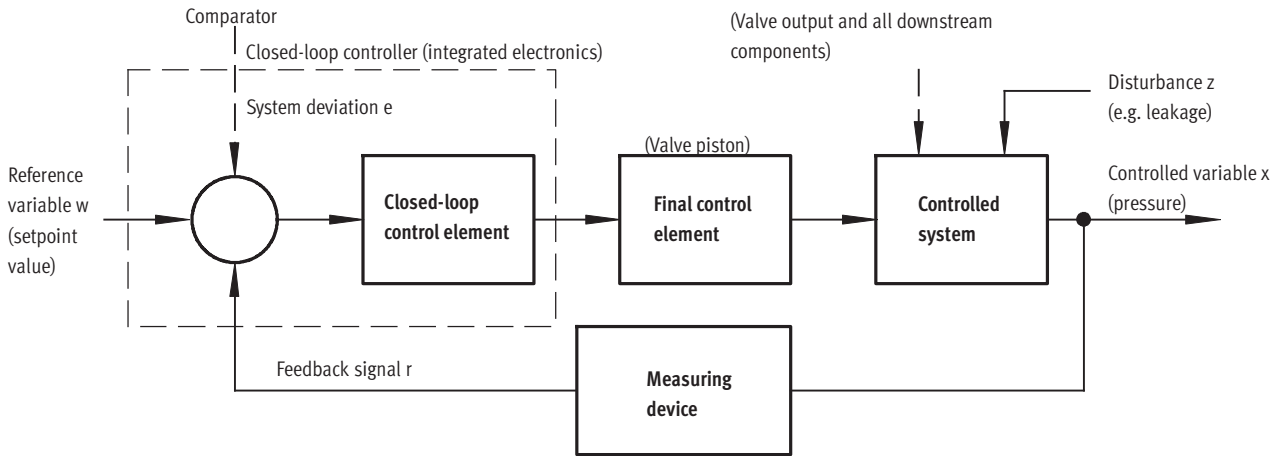 Comparator
Closed-loop controller (integrated electronics)
System deviation e
(Valve output and all downstream
components)
Disturbance z
(e.g. leakage)
Reference
variable w
(setpoint
value)
Closed-loop
control element
(Valve piston)
Final control
element
Controlled
system
Controlled variable x
(pressure)
Feedback signal r
Measuring
device